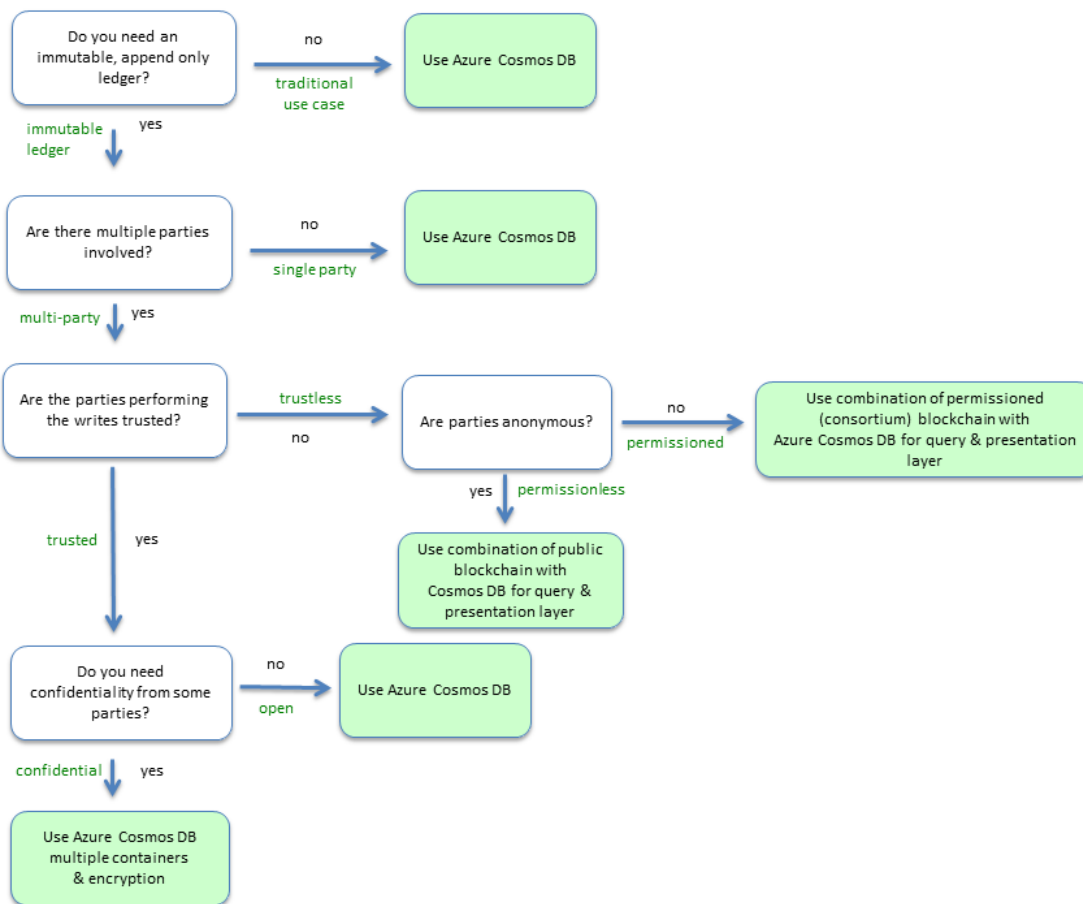 Do you need an
immutable, append only
ledger?
no
traditional
use case
Use Azure Cosmos DB
immutable
ledger
yes
Are there multiple parties
involved?
no
single party
Use Azure Cosmos DB
multi-party
yes
Are the parties performing
the writes trusted?
trustless
no
Are parties anonymous?
no
permissioned
Use combination of permissioned
(consortium) blockchain with
Azure Cosmos DB for query & presentation
layer
yes
permissionless
Use combination of public
blockchain with
Cosmos DB for query &
presentation layer
trusted
yes
Do you need
confidentiality from some
parties?
no
open
Use Azure Cosmos DB
confidential
yes
Use Azure Cosmos DB
multiple containers
& encryption